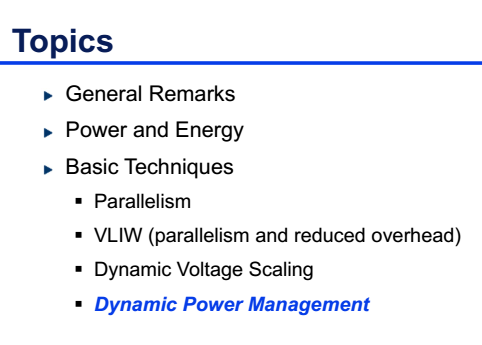 Topics
General Remarks
Power and Energy
Basic Techniques
Parallelism
VLIW (parallelism and reduced overhead)
Dynamic Voltage Scaling
Dynamic Power Management